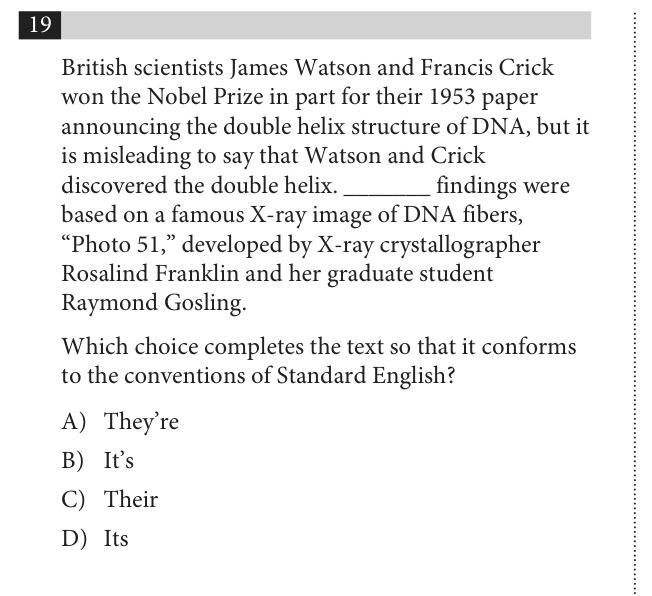 19
British scientists James Watson and Francis Crick
won the Nobel Prize in part for their 1953 paper
announcing the double helix structure of DNA, but it
is misleading to say that Watson and Crick
discovered the double helix. _______ findings were
based on a famous X-ray image of DNA fibers,
“Photo 51,” developed by X-ray crystallographer
Rosalind Franklin and her graduate student
Raymond Gosling.
Which choice completes the text so that it conforms
to the conventions of Standard English?
A) They’re
B) It’s
C) Their
D) Its